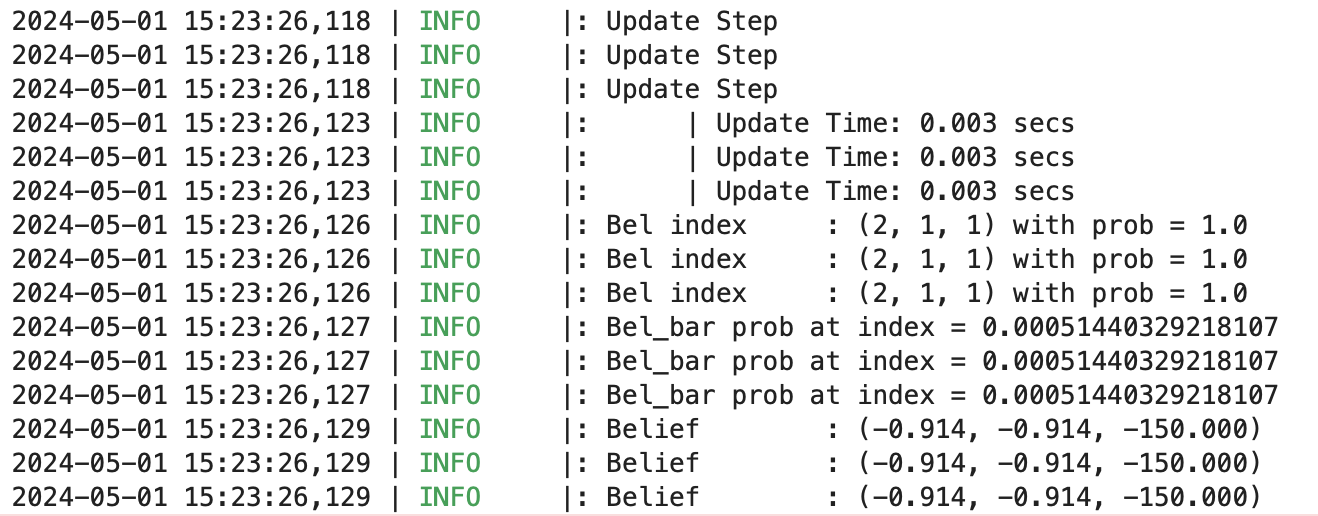 2024-05-01 15:23:26,118 | INFO     |: Update Step
2024-05-01 15:23:26,118 | INFO     |: Update Step
2024-05-01 15:23:26,118 | INFO     |: Update Step
2024-05-01 15:23:26,123 | INFO     |:      | Update Time: 0.003 secs
2024-05-01 15:23:26,123 | INFO     |:      | Update Time: 0.003 secs
2024-05-01 15:23:26,123 | INFO     |:      | Update Time: 0.003 secs
2024-05-01 15:23:26,126 | INFO     |: Bel index     : (2, 1, 1) with prob = 1.0
2024-05-01 15:23:26,126 | INFO     |: Bel index     : (2, 1, 1) with prob = 1.0
2024-05-01 15:23:26,126 | INFO     |: Bel index     : (2, 1, 1) with prob = 1.0
2024-05-01 15:23:26,127 | INFO     |: Bel_bar prob at index = 0.00051440329218107
2024-05-01 15:23:26,127 | INFO     |: Bel_bar prob at index = 0.00051440329218107
2024-05-01 15:23:26,127 | INFO     |: Bel_bar prob at index = 0.00051440329218107
2024-05-01 15:23:26,129 | INFO     |: Belief        : (-0.914, -0.914, -150.000)
2024-05-01 15:23:26,129 | INFO     |: Belief        : (-0.914, -0.914, -150.000)
2024-05-01 15:23:26,129 | INFO     |: Belief        : (-0.914, -0.914, -150.000)